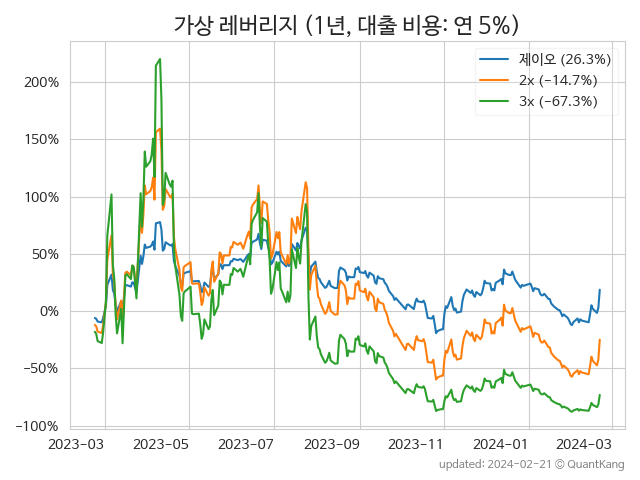 가상 레버리지 (1년, 대출 비용: 연 5%)
제이오 (26.3%)
2x (−14.7%)
3x (−67.3%)
200%
150%
100%
50%
0%
−50%
−100%
2023-03 2023-05 2023-07 2023-09 2023-11 2024-01 2024-03
updated: 2024-02-21 © QuantKang